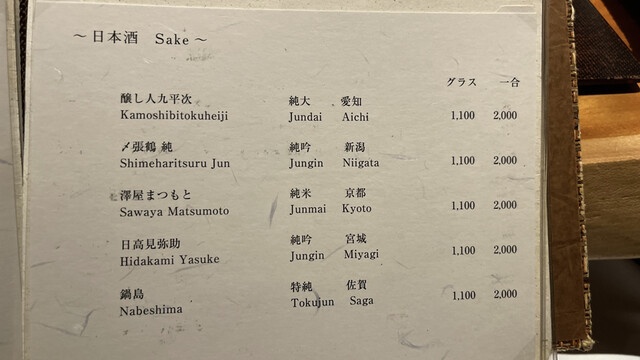 ～日本酒 Sake～
グラス 一合
醸し人九平次 純大 愛知
Kamoshibitokuheiji Jundai Aichi 1,100 2,000
〆張鶴 純 純吟 新潟
Shimeharitsuru Jun Jungin Niigata 1,100 2,000
澤屋まつもと 純米 京都
Sawaya Matsumoto Junmai Kyoto 1,100 2,000
日高見弥助 純吟 宮城
Hidakami Yasuke Jungin Miyagi 1,100 2,000
鍋島 特純 佐賀
Nabeshima Tokujun Saga 1,100 2,000